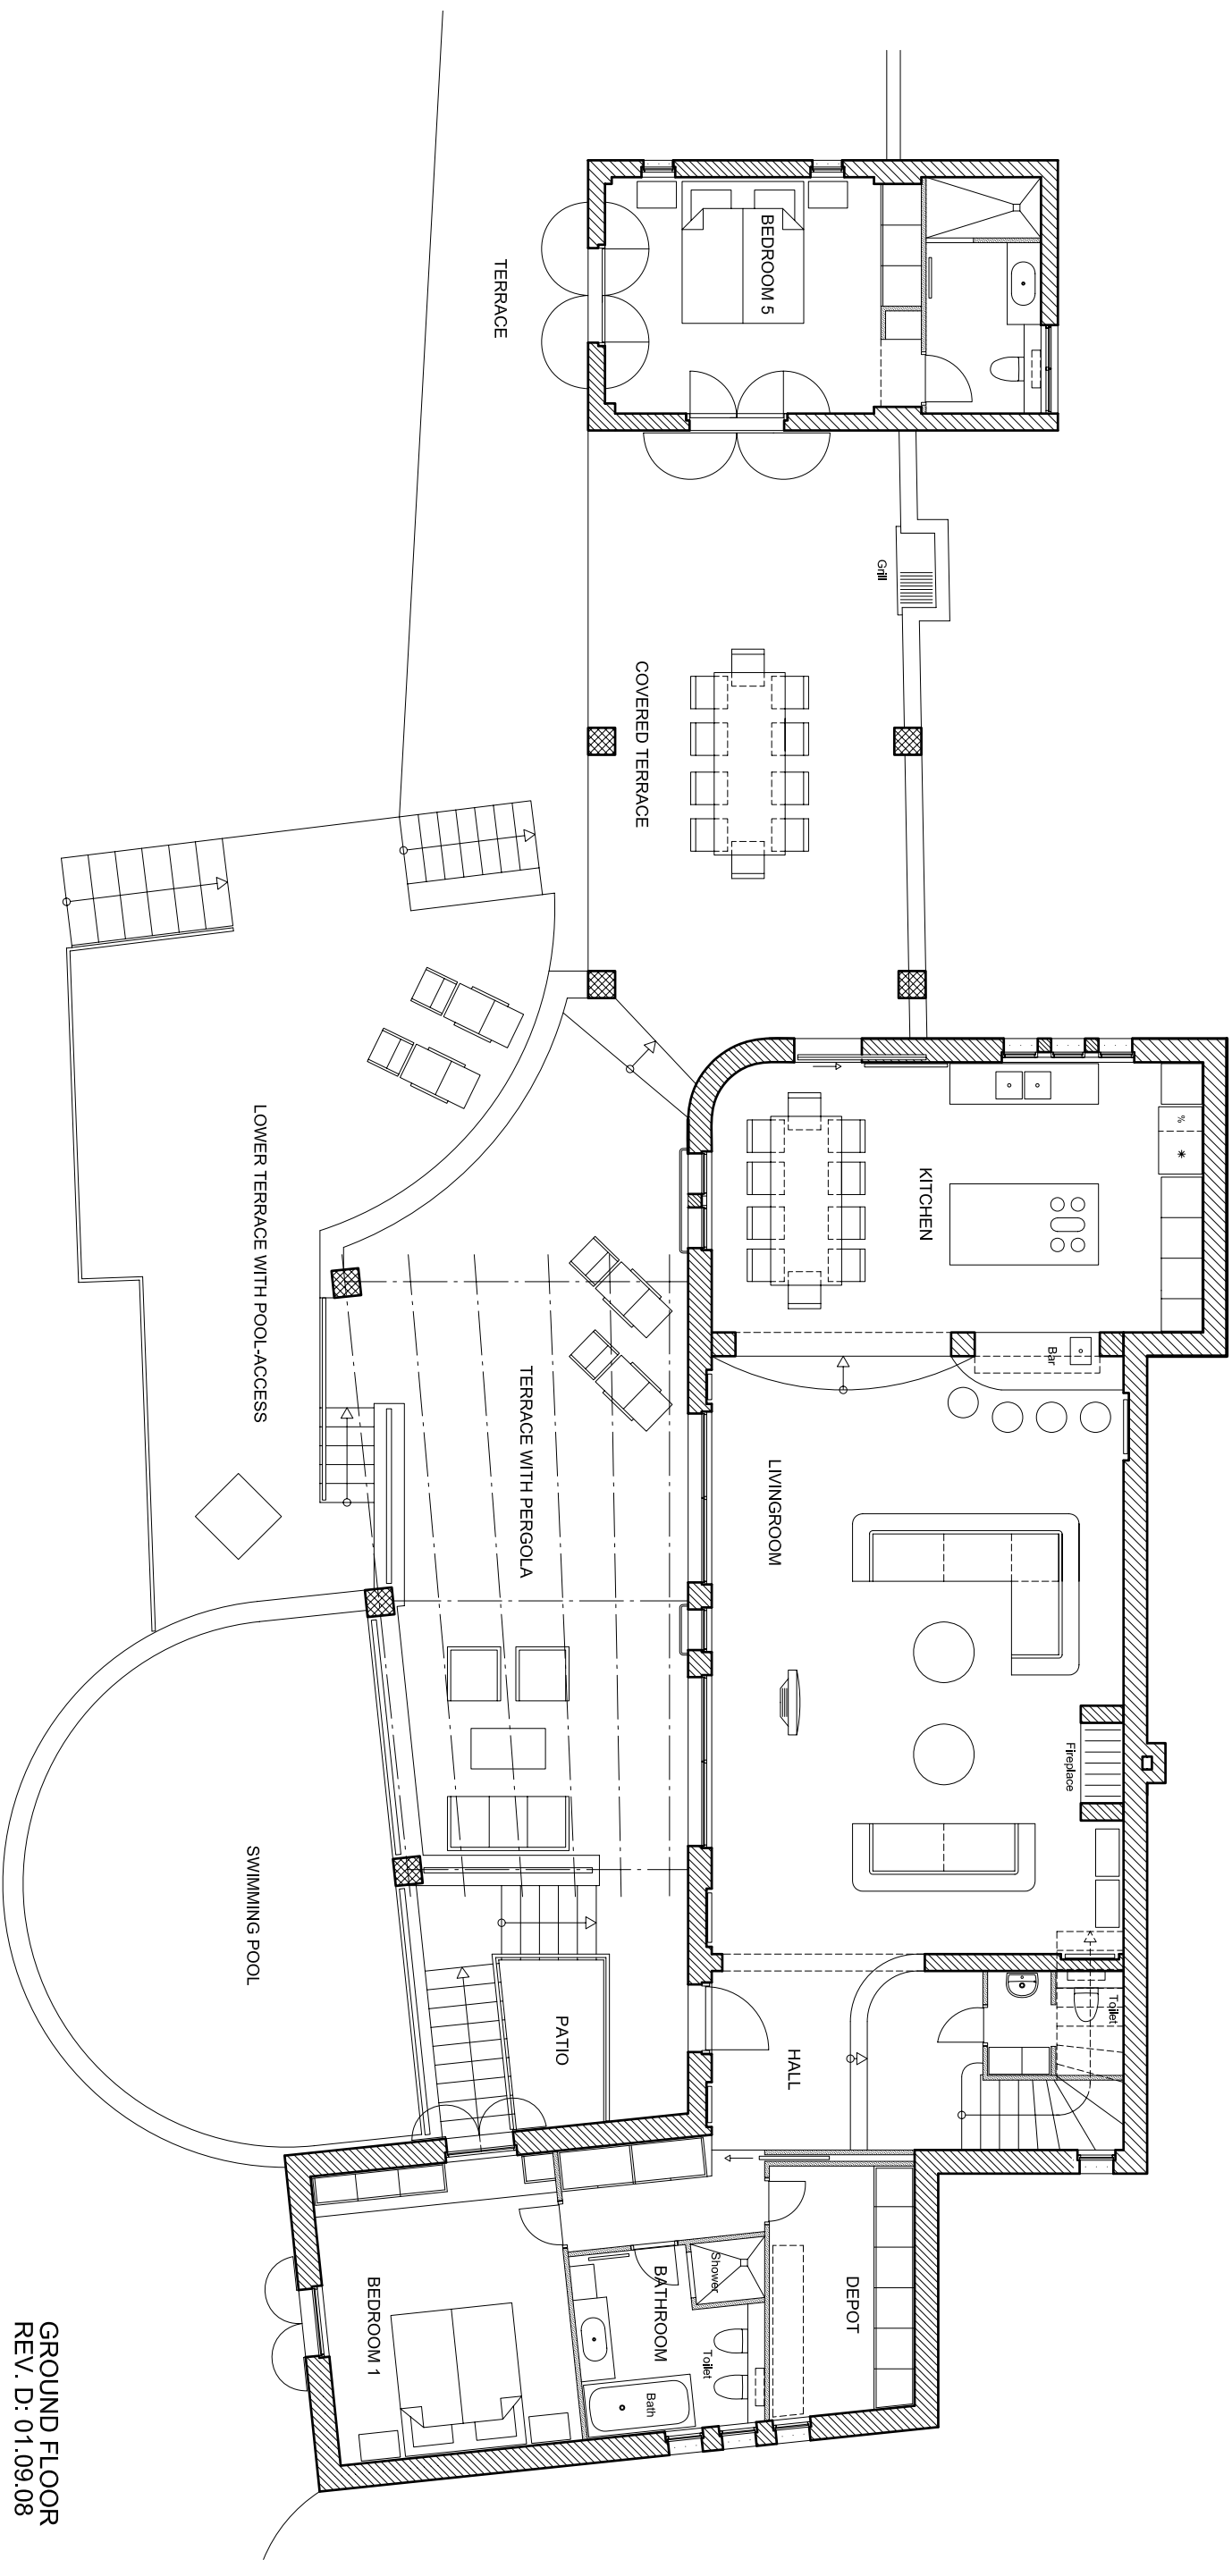 BEDROOM 5
TERRACE
Grill
COVERED TERRACE
KITCHEN
%
*
Bar
LOWER TERRACE WITH POOL-ACCESS
TERRACE WITH PERGOLA
LIVINGROOM
Fireplace
SWIMMING POOL
PATIO
HALL
Toilet
BEDROOM 1
BATHROOM
Shower
Toilet
Bath
DEPOT
GROUND FLOOR
REV. D: 01.09.08